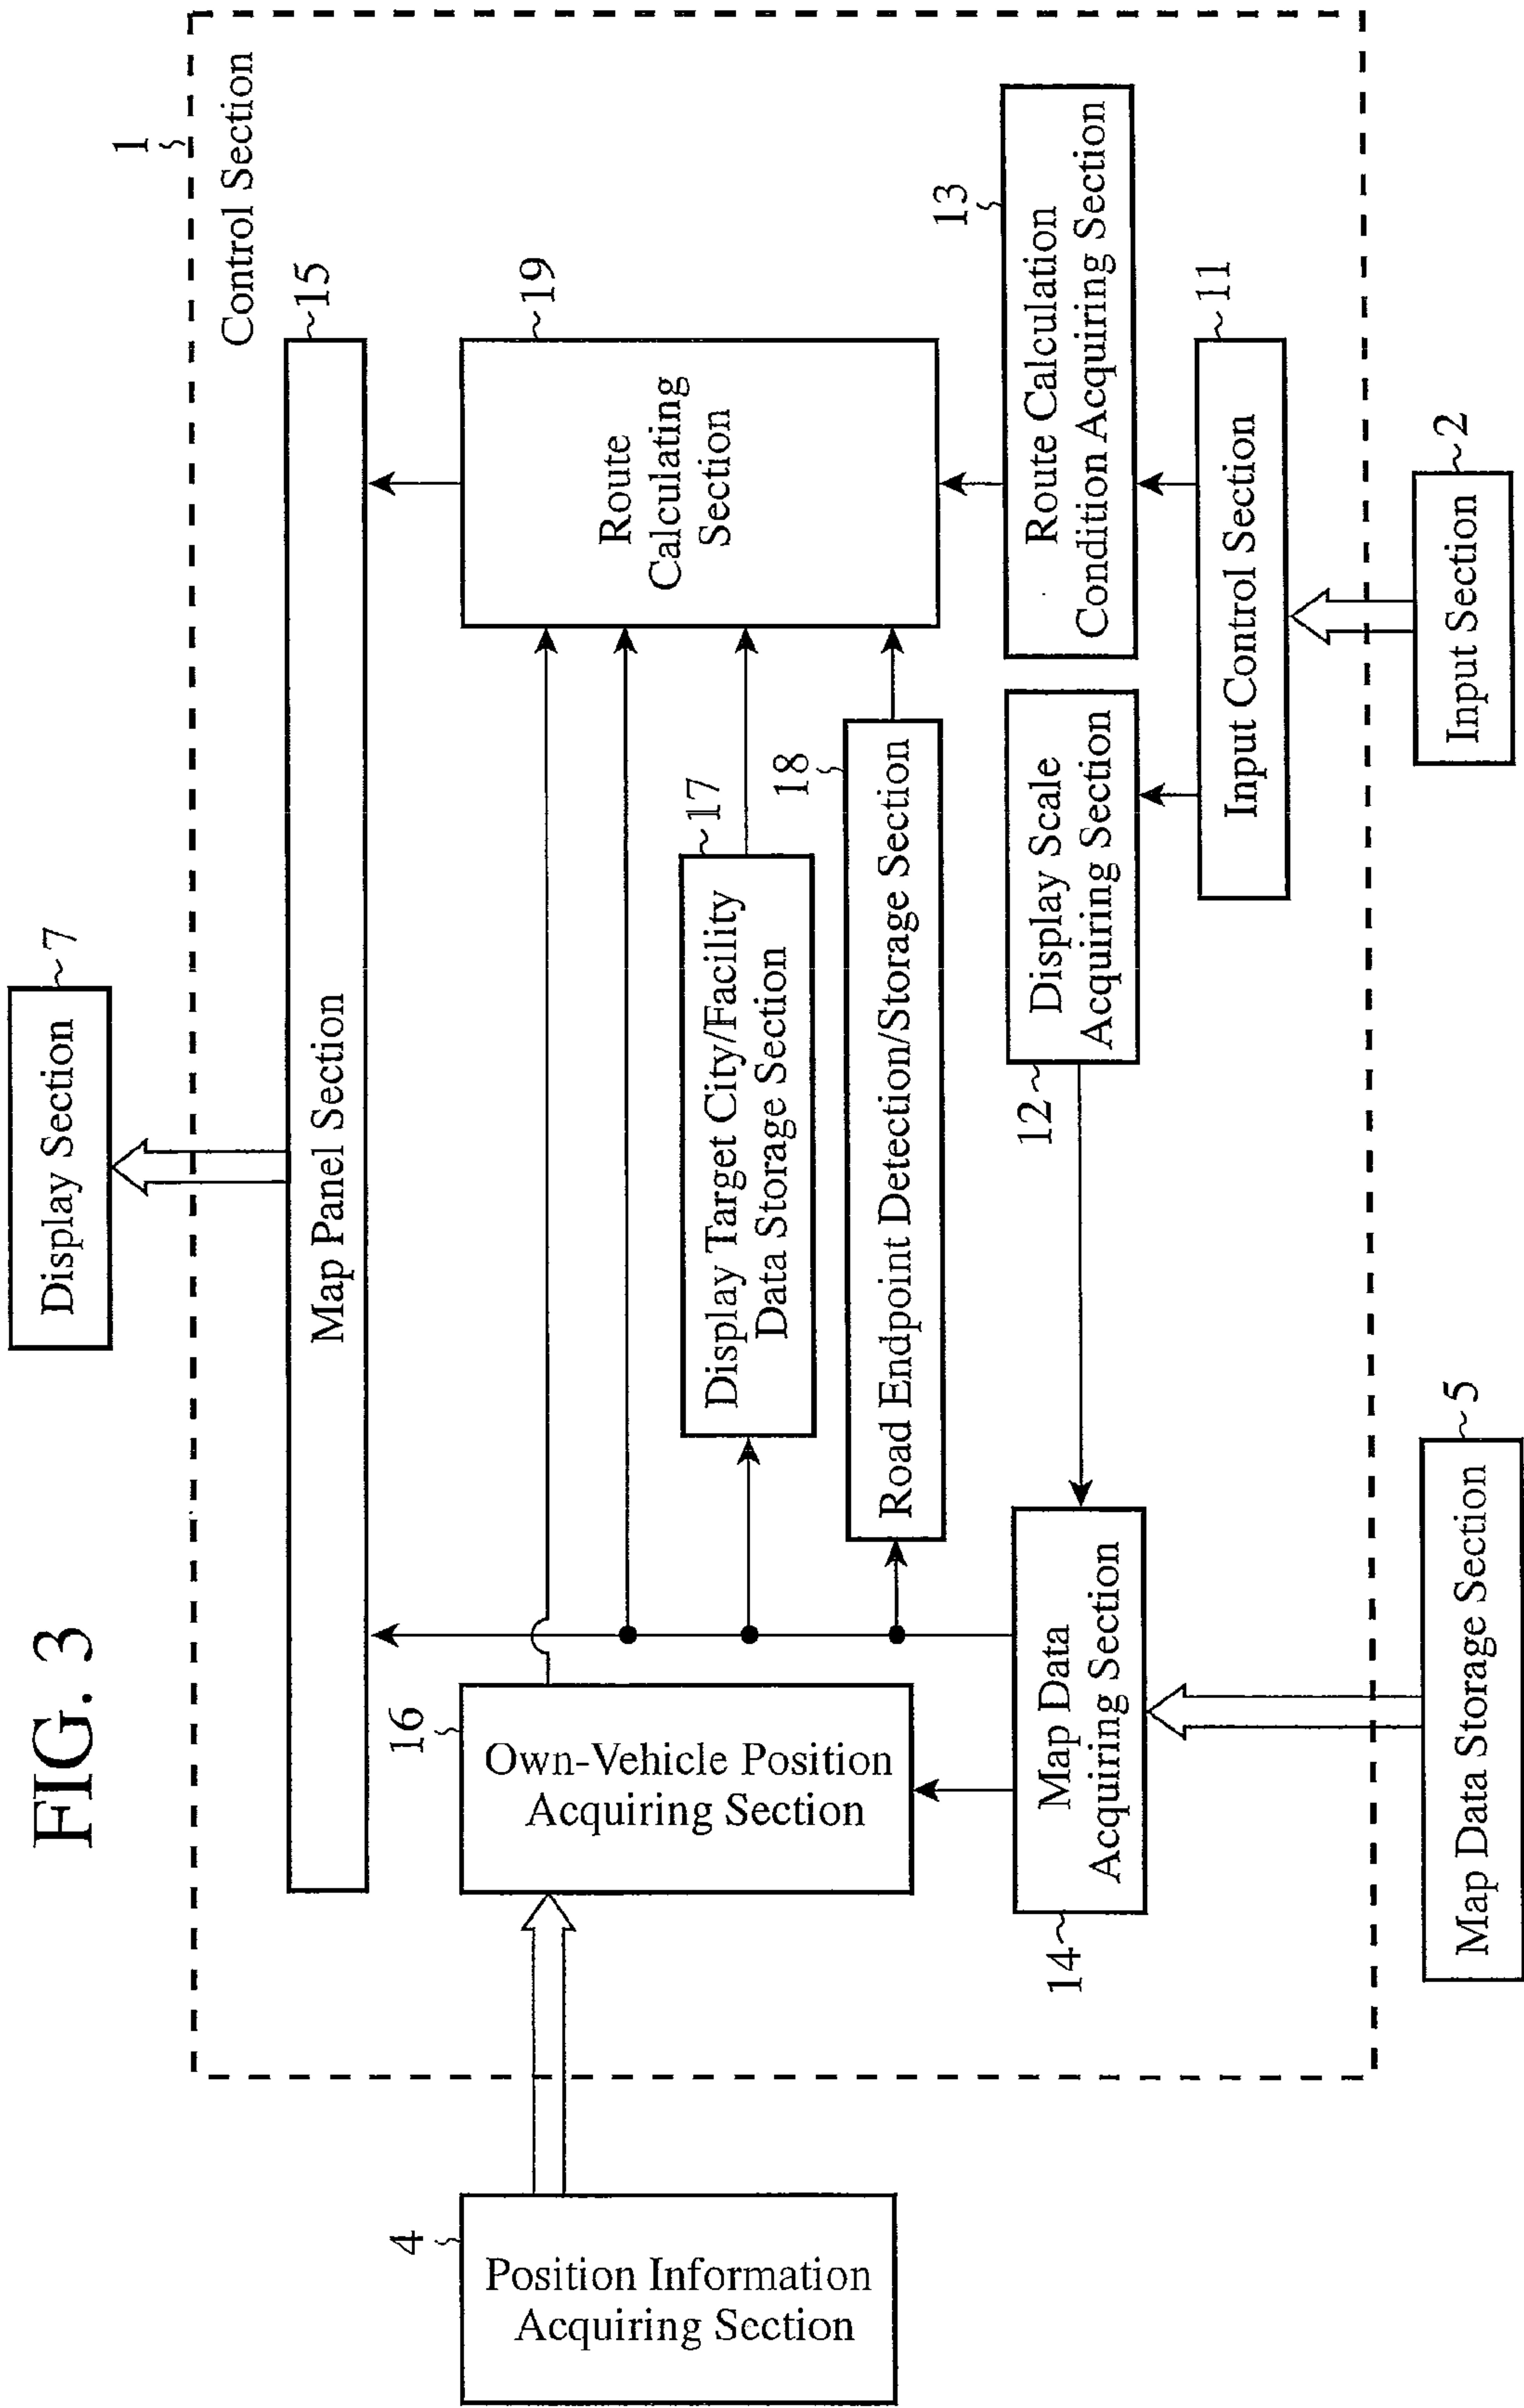 FIG. 3
Display Section
7
1
Control Section
Map Panel Section
15
4
Position Information
Acquiring Section
16
Own-Vehicle Position
Acquiring Section
Route
Calculating
Section
19
Display Target City/Facility
Data Storage Section
17
Road Endpoint Detection/Storage Section
18
14
Map Data
Acquiring Section
12
Display Scale
Acquiring Section
Route Calculation
Condition Acquiring Section
13
Input Control Section
11
Map Data Storage Section
5
Input Section
2